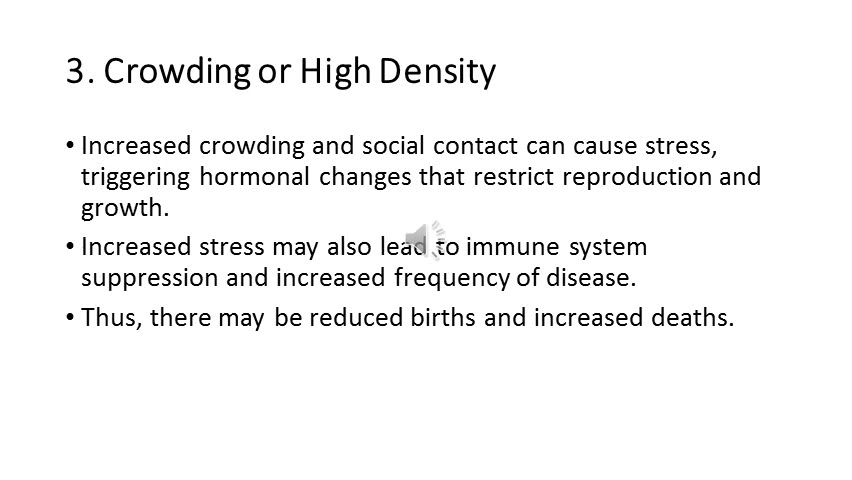 3. Crowding or High Density
• Increased crowding and social contact can cause stress,
triggering hormonal changes that restrict reproduction and
growth.
• Increased stress may also lead to immune system
suppression and increased frequency of disease.
• Thus, there may be reduced births and increased deaths.